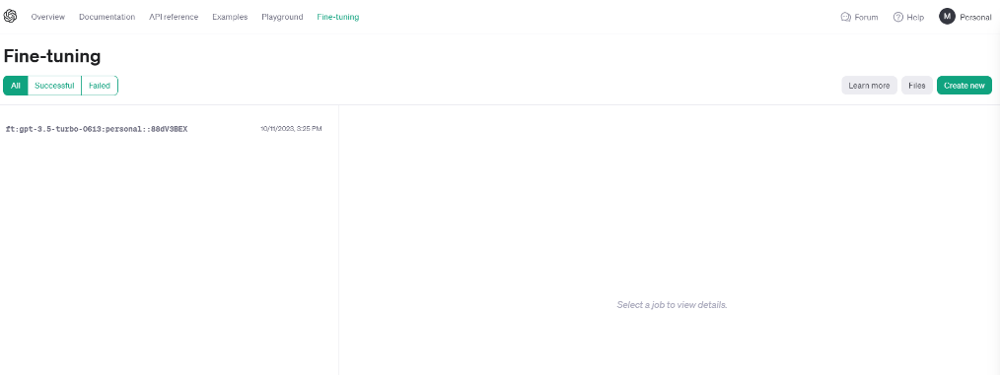 Overview Documentation API reference Examples Playground Fine-tuning Forum Help M Personal
Fine-tuning
All Successful Failed Learn more Files Create new
ft:gpt-3.5-turbo-0613:personal::88dV3BEX 10/11/2023, 3:25 PM
Select a job to view details.